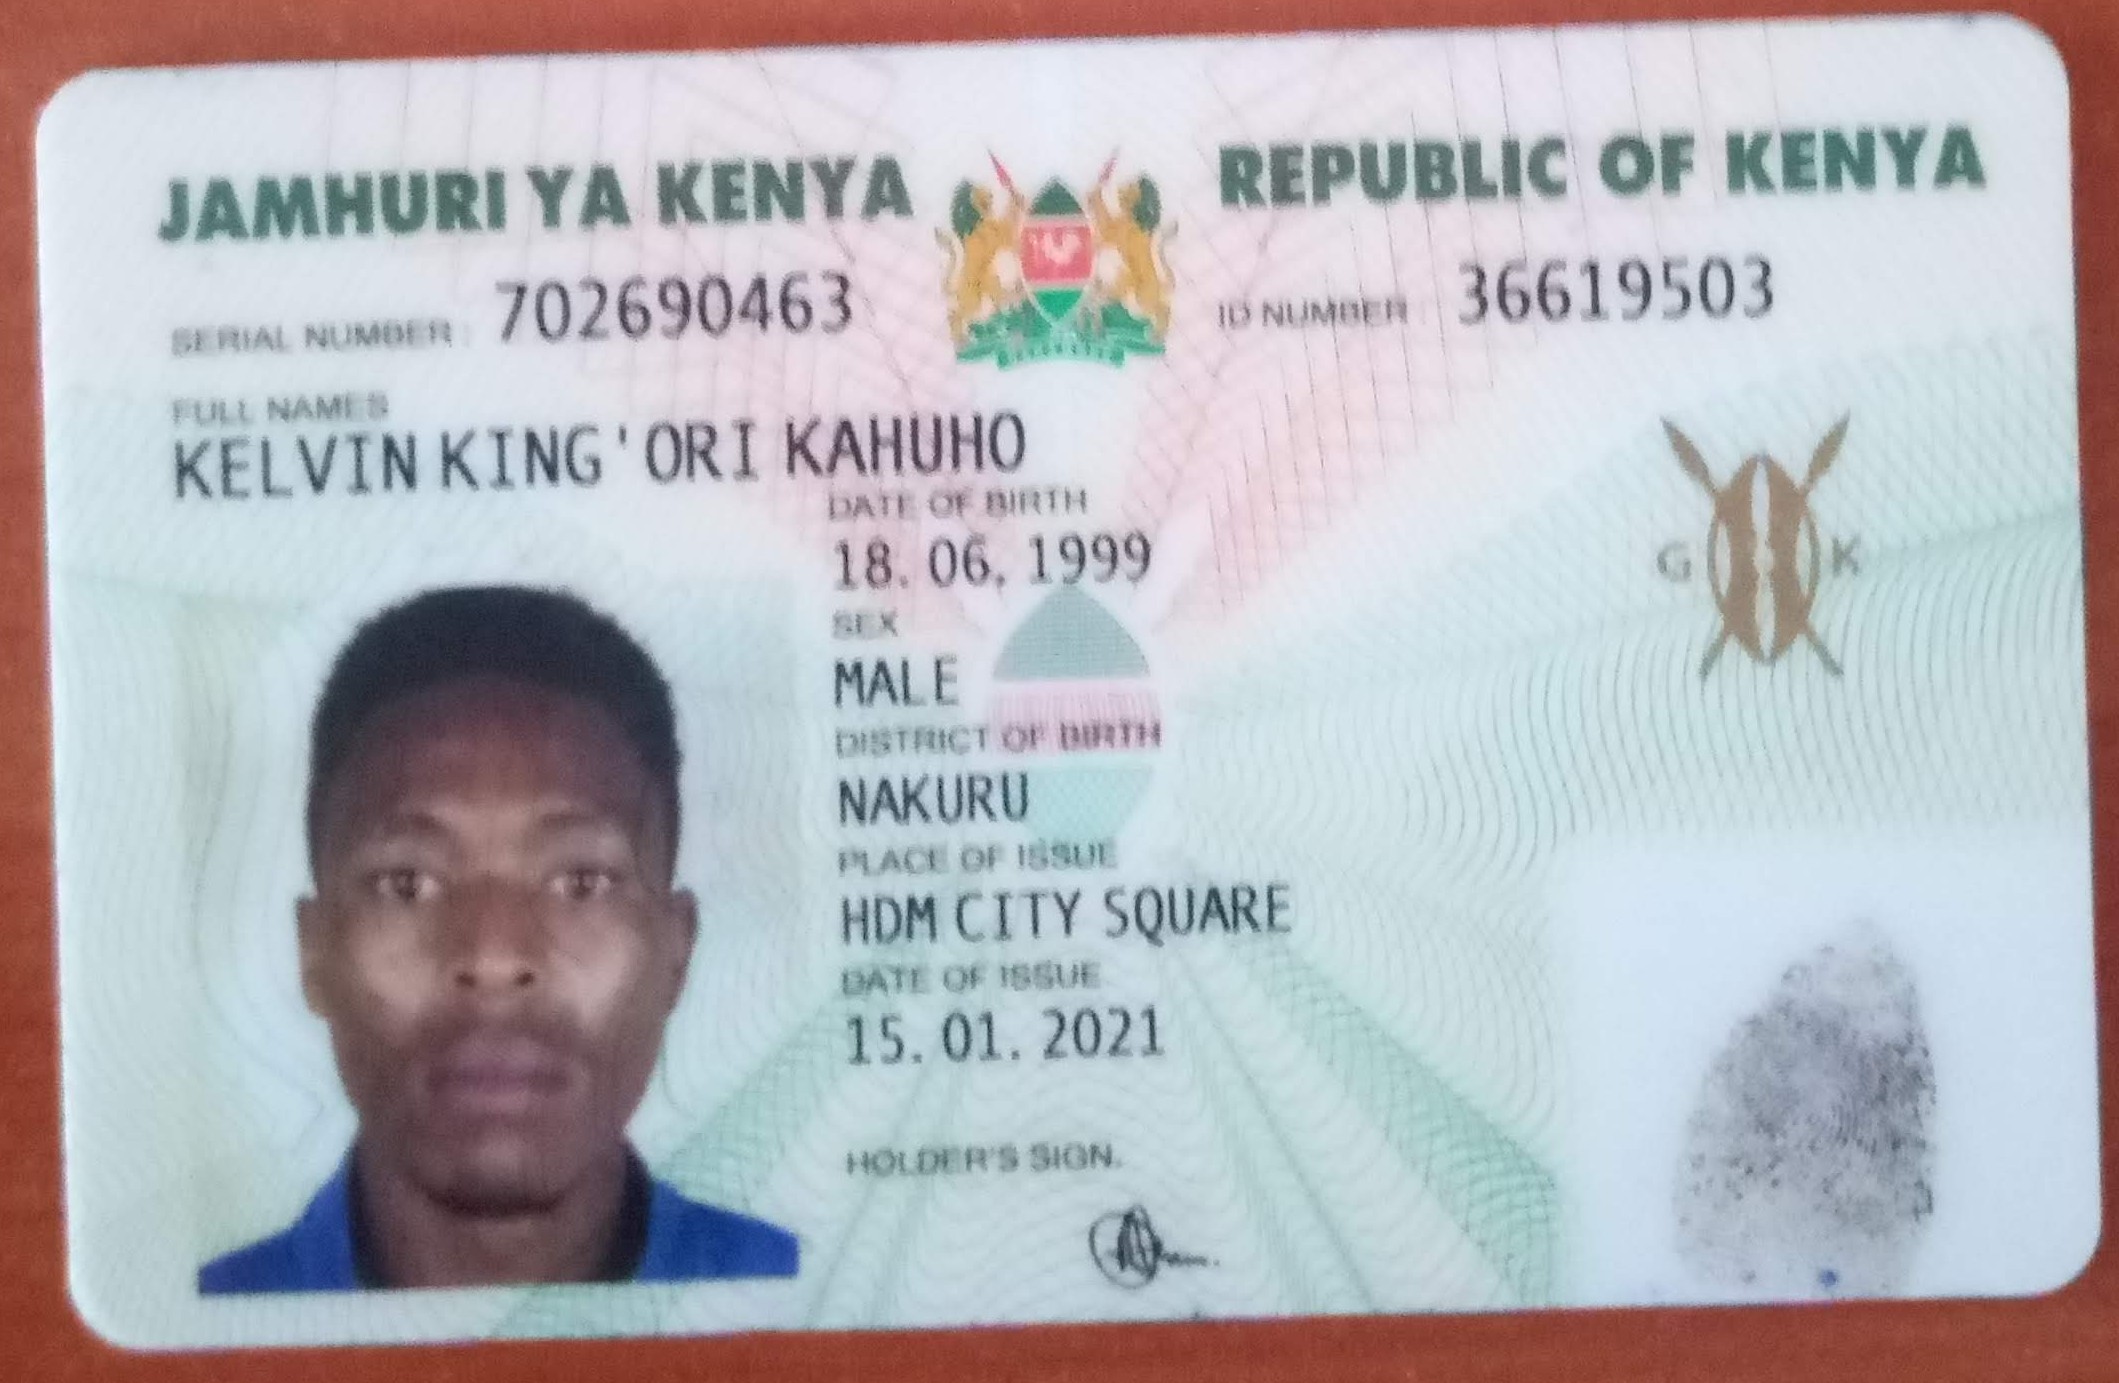 JAMHURI YA KENYA REPUBLIC OF KENYA
SERIAL NUMBER: 702690463 ID NUMBER: 36619503
FULL NAMES
KELVIN KING'ORI KAHUHO
DATE OF BIRTH
18. 06. 1999
SEX
MALE
G K
DISTRICT OF BIRTH
NAKURU
PLACE OF ISSUE
HDM CITY SQUARE
DATE OF ISSUE
15. 01. 2021
HOLDER'S SIGN.